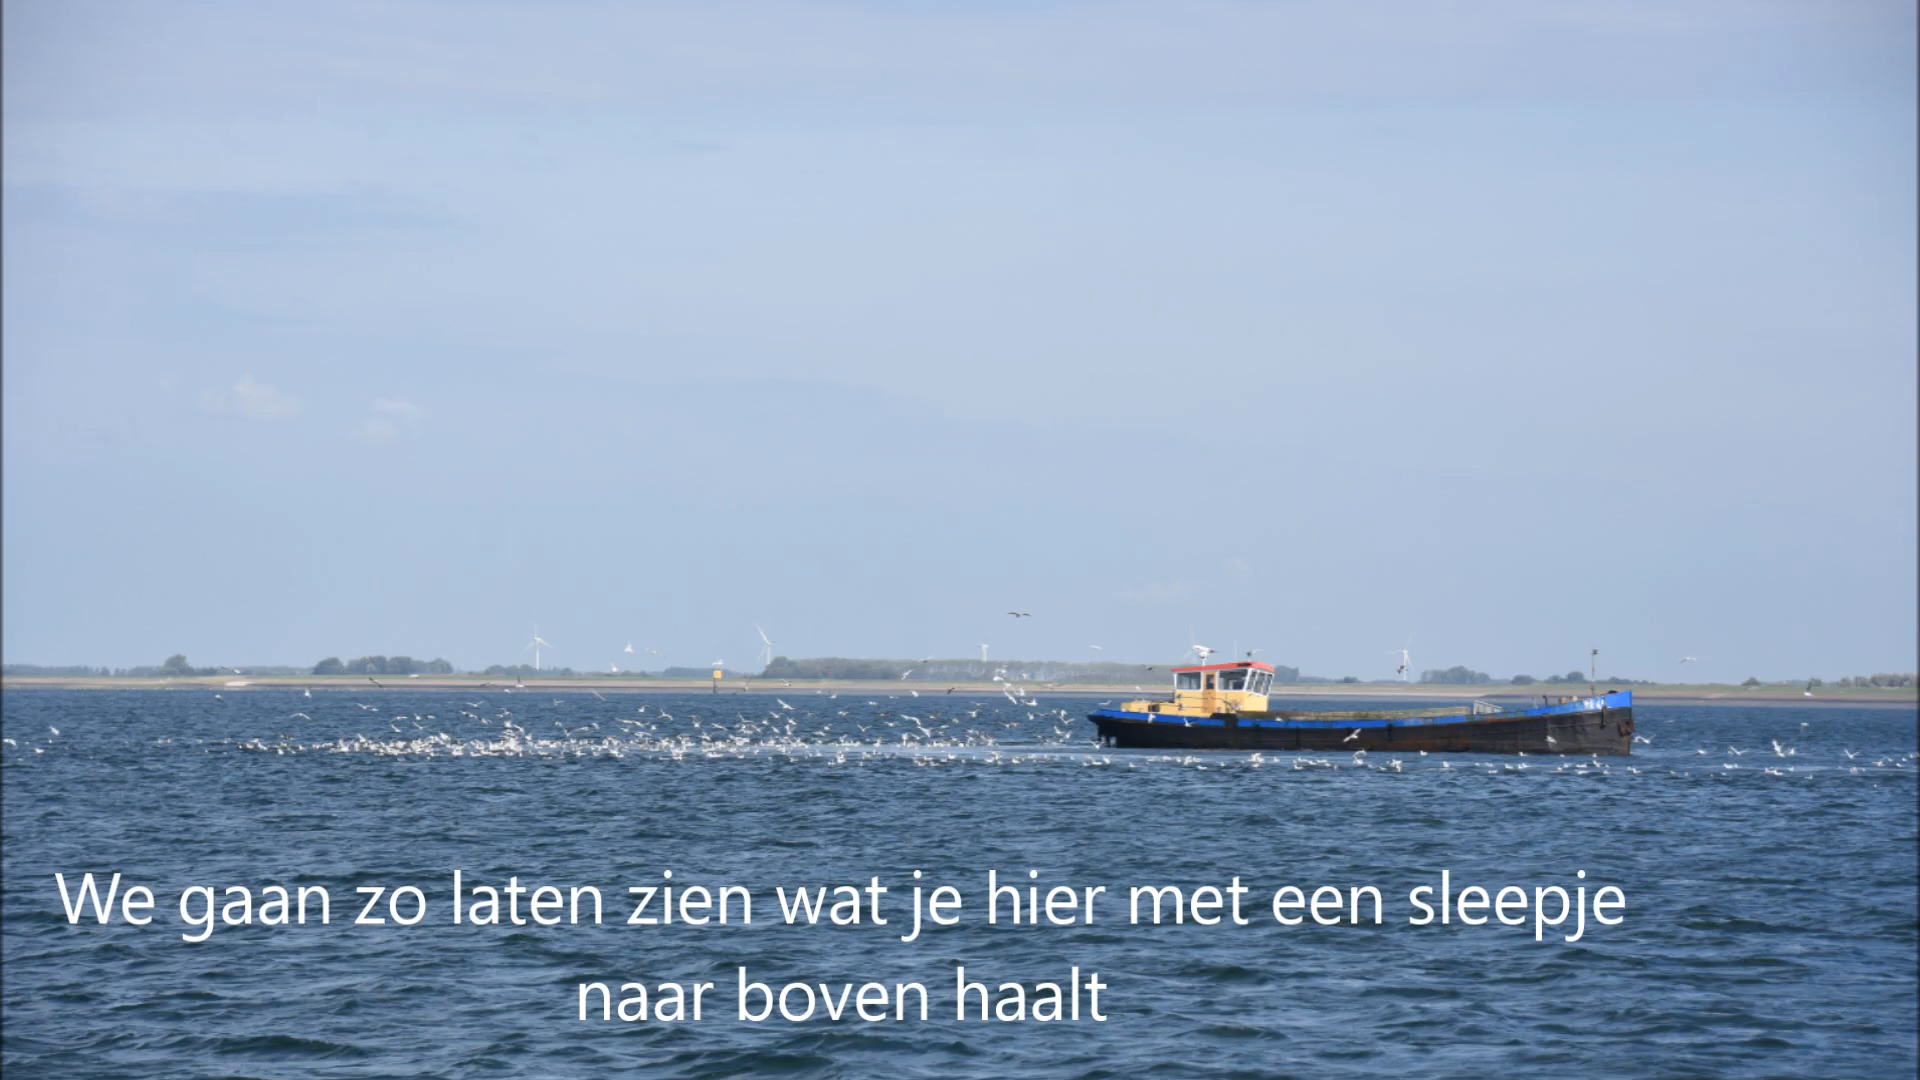 We gaan zo laten zien wat je hier met een sleepje
naar boven haalt